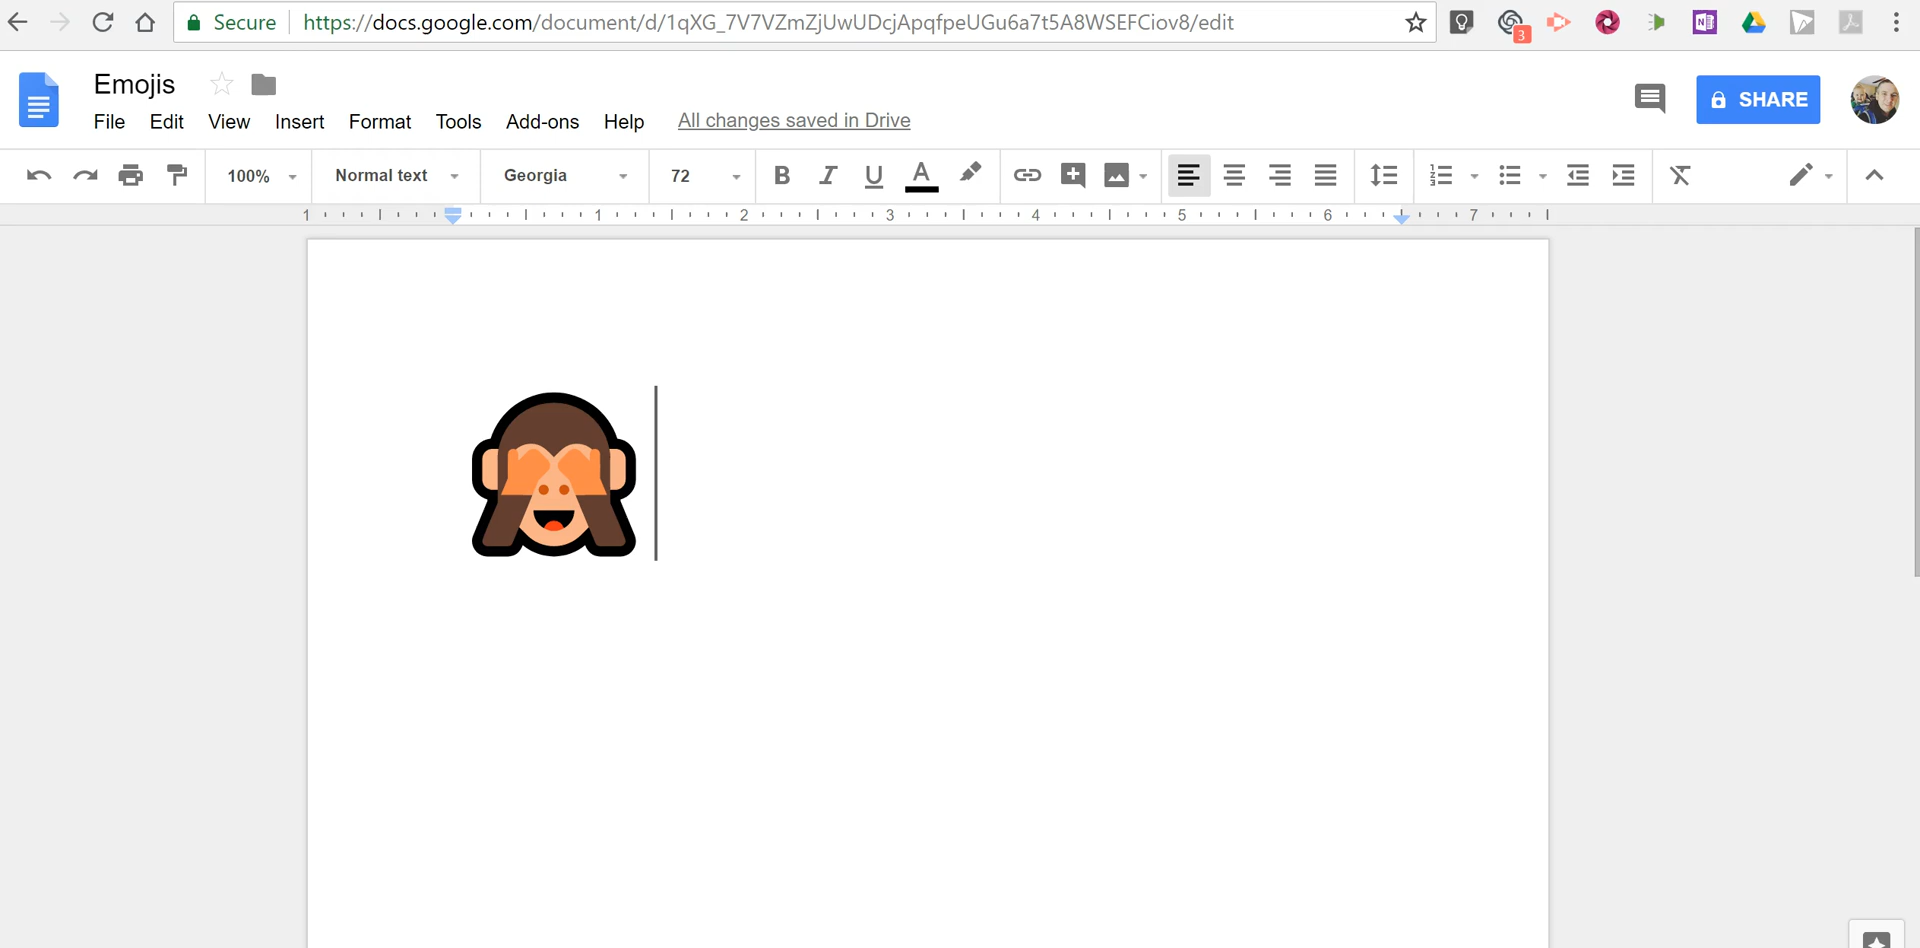 Secure https://docs.google.com/document/d/1qXG_7V7VZmZjUwUDcjApqfpeUGu6a7t5A8WSEFCiov8/edit 3
Emojis
File Edit View Insert Format Tools Add-ons Help All changes saved in Drive SHARE
100% Normal text Georgia 72 B I U A
1 1 2 3 4 5 6 7